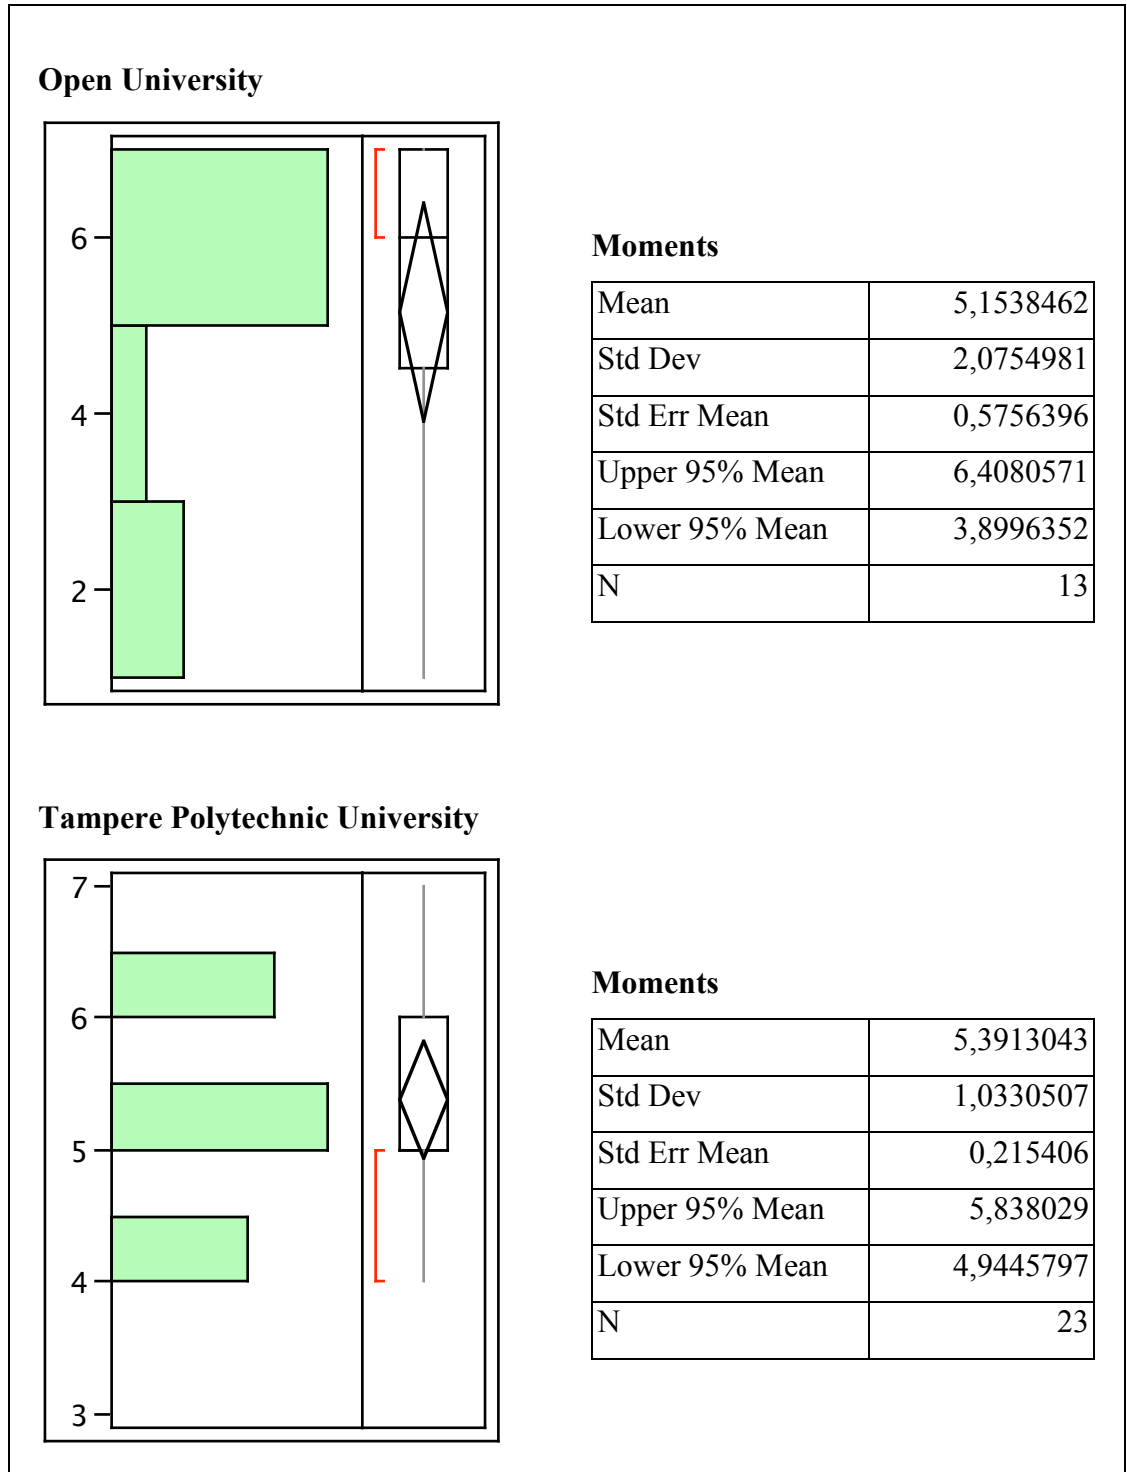 Open University
6
4
2
Moments
Mean 5,1538462
Std Dev 2,0754981
Std Err Mean 0,5756396
Upper 95% Mean 6,4080571
Lower 95% Mean 3,8996352
N 13
Tampere Polytechnic University
7
6
5
4
3
Moments
Mean 5,3913043
Std Dev 1,0330507
Std Err Mean 0,215406
Upper 95% Mean 5,838029
Lower 95% Mean 4,9445797
N 23